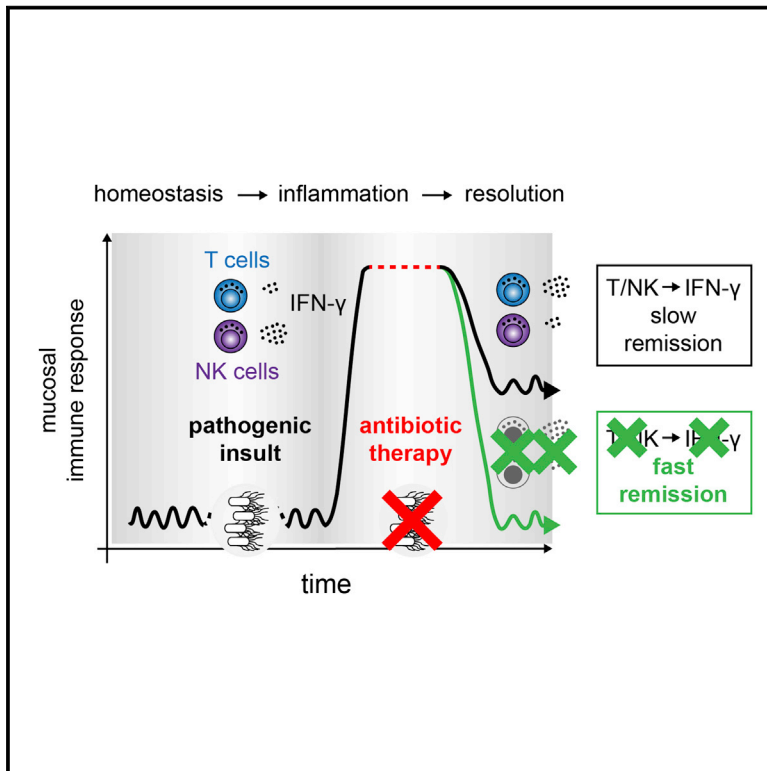 homeostasis → inflammation → resolution
T cells
IFN-γ
NK cells
pathogenic
insult
antibiotic
therapy
mucosal
immune response
time
T/NK → IFN-γ
slow
remission
fast
remission